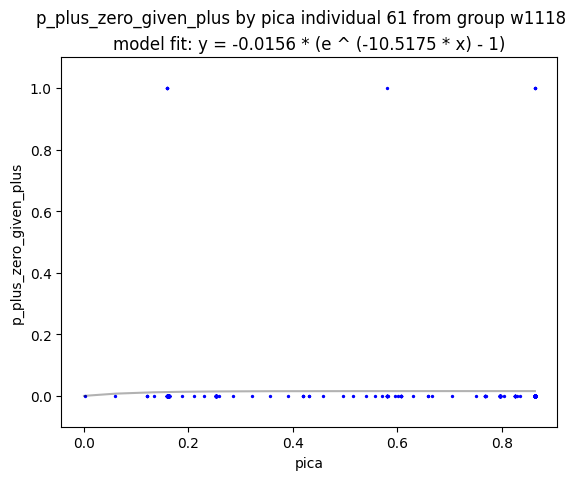 p_plus_zero_given_plus by pica individual 61 from group w1118
model fit: y = -0.0156 * (e ^ (-10.5175 * x) - 1)
1.0
0.8
0.6
0.4
0.2
0.0
p_plus_zero_given_plus
0.0 0.2 0.4 0.6 0.8
pica